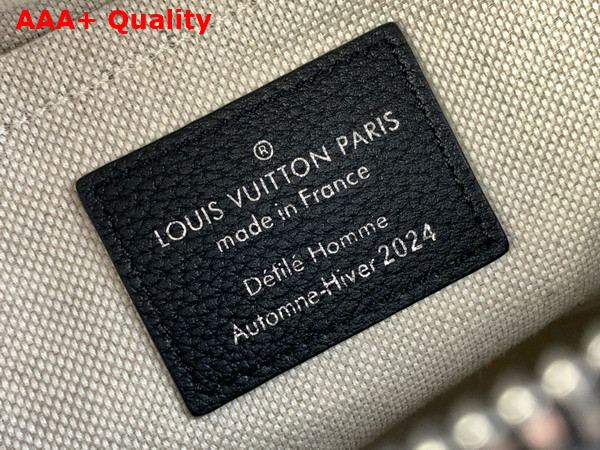 AAA+ Quality
®
LOUIS VUITTON PARIS
made in France
Défilé Homme
Automne-Hiver 2024